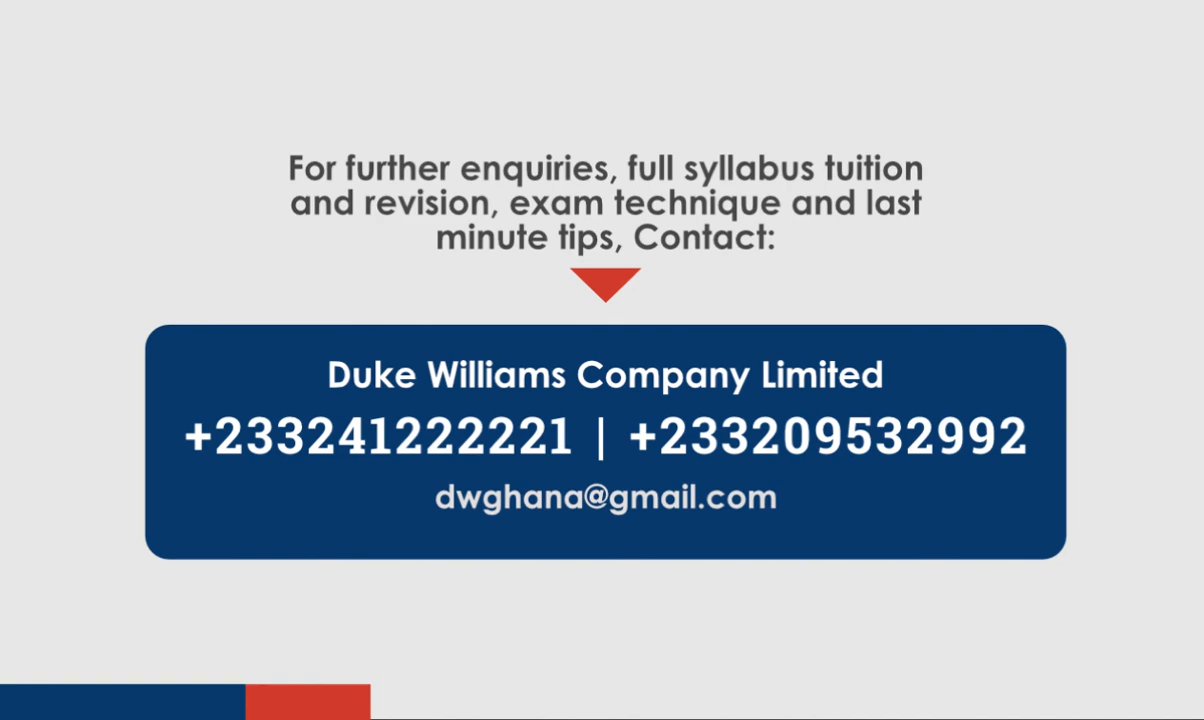 For further enquiries, full syllabus tuition
and revision, exam technique and last
minute tips, Contact:
Duke Williams Company Limited
+233241222221 | +233209532992
dwghana@gmail.com